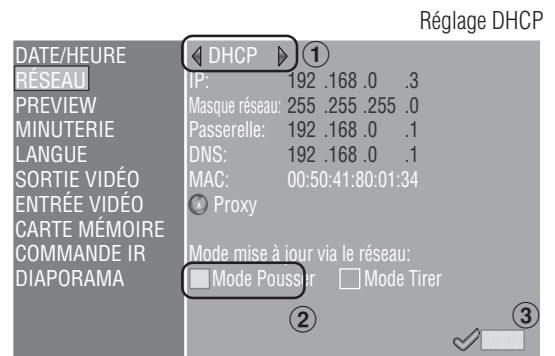 Réglage DHCP
DATE/HEURE
RÉSEAU
PREVIEW
MINUTERIE
LANGUE
SORTIE VIDÉO
ENTRÉE VIDÉO
CARTE MÉMOIRE
COMMANDE IR
DIAPORAMA
DHCP 1
IP: 192 .168 .0 .3
Masque réseau: 255 .255 .255 .0
Passerelle: 192 .168 .0 .1
DNS: 192 .168 .0 .1
MAC: 00:50:41:80:01:34
Proxy
Mode mise à jour via le réseau:
Mode Pousser Mode Tirer
2
3